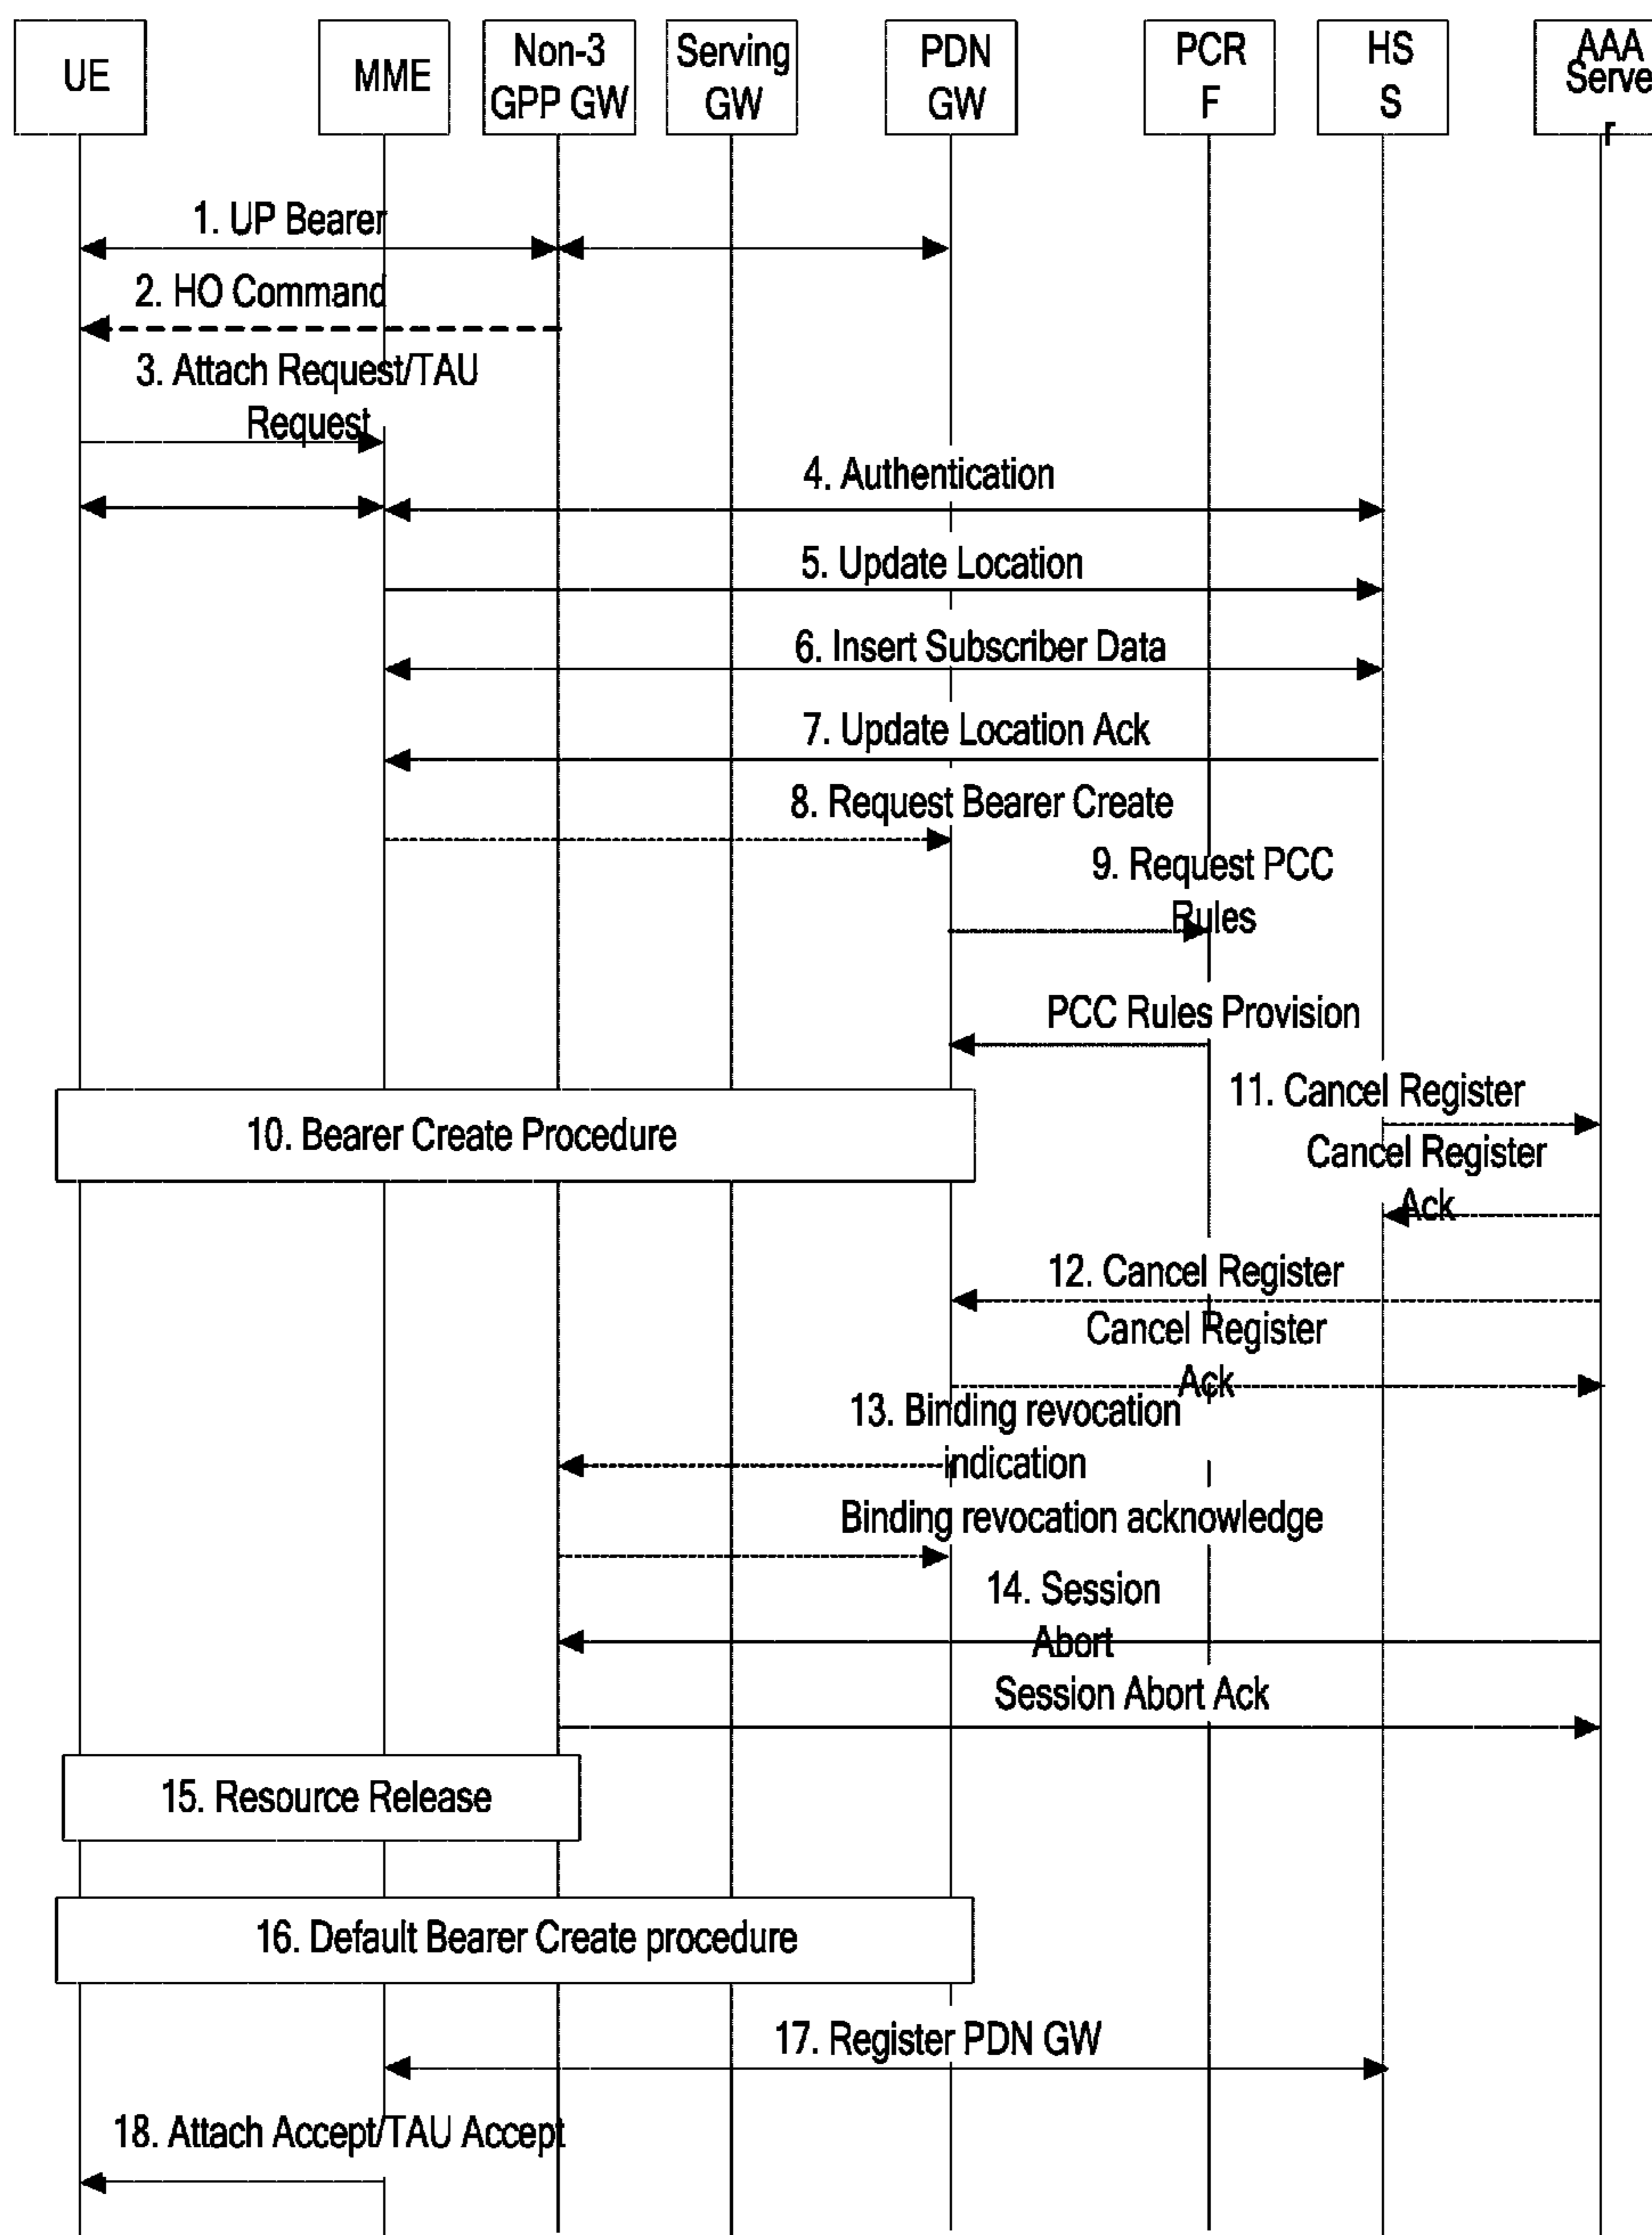 UE
MME
Non-3
GPP GW
Serving
GW
PDN
GW
PCR
F
HS
S
AAA
Serve
r
1. UP Bearer
2. HO Command
3. Attach Request/TAU
Request
4. Authentication
5. Update Location
6. Insert Subscriber Data
7. Update Location Ack
8. Request Bearer Create
9. Request PCC
Rules
PCC Rules Provision
10. Bearer Create Procedure
11. Cancel Register
Cancel Register
Ack
12. Cancel Register
Cancel Register
Ack
13. Binding revocation
indication
Binding revocation acknowledge
14. Session
Abort
Session Abort Ack
15. Resource Release
16. Default Bearer Create procedure
17. Register PDN GW
18. Attach Accept/TAU Accept